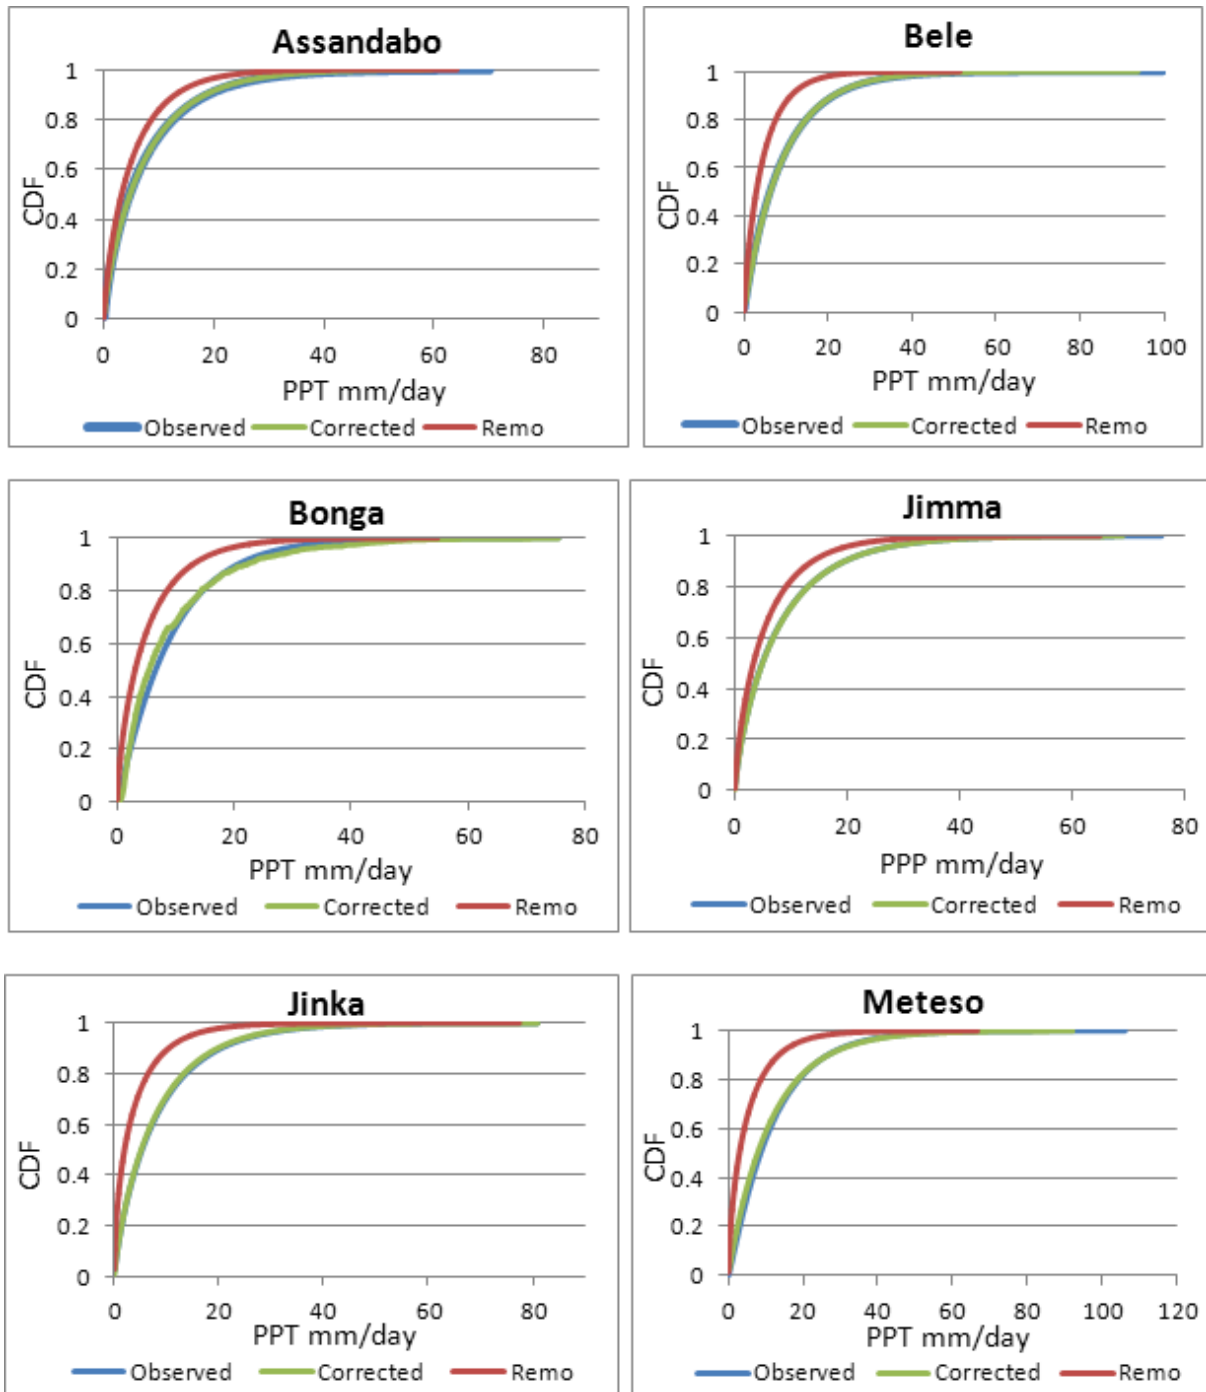 Assandabo
1
0.8
0.6
0.4
0.2
0
CDF
0 20 40 60 80
PPT mm/day
Observed Corrected Remo
Bele
1
0.8
0.6
0.4
0.2
0
CDF
0 20 40 60 80 100
PPT mm/day
Observed Corrected Remo
Bonga
1
0.8
0.6
0.4
0.2
0
CDF
0 20 40 60 80
PPT mm/day
Observed Corrected Remo
Jimma
1
0.8
0.6
0.4
0.2
0
CDF
0 20 40 60 80
PPP mm/day
Observed Corrected Remo
Jinka
1
0.8
0.6
0.4
0.2
0
CDF
0 20 40 60 80
PPT mm/day
Observed Corrected Remo
Meteso
1
0.8
0.6
0.4
0.2
0
CDF
0 20 40 60 80 100 120
PPT mm/day
Observed Corrected Remo